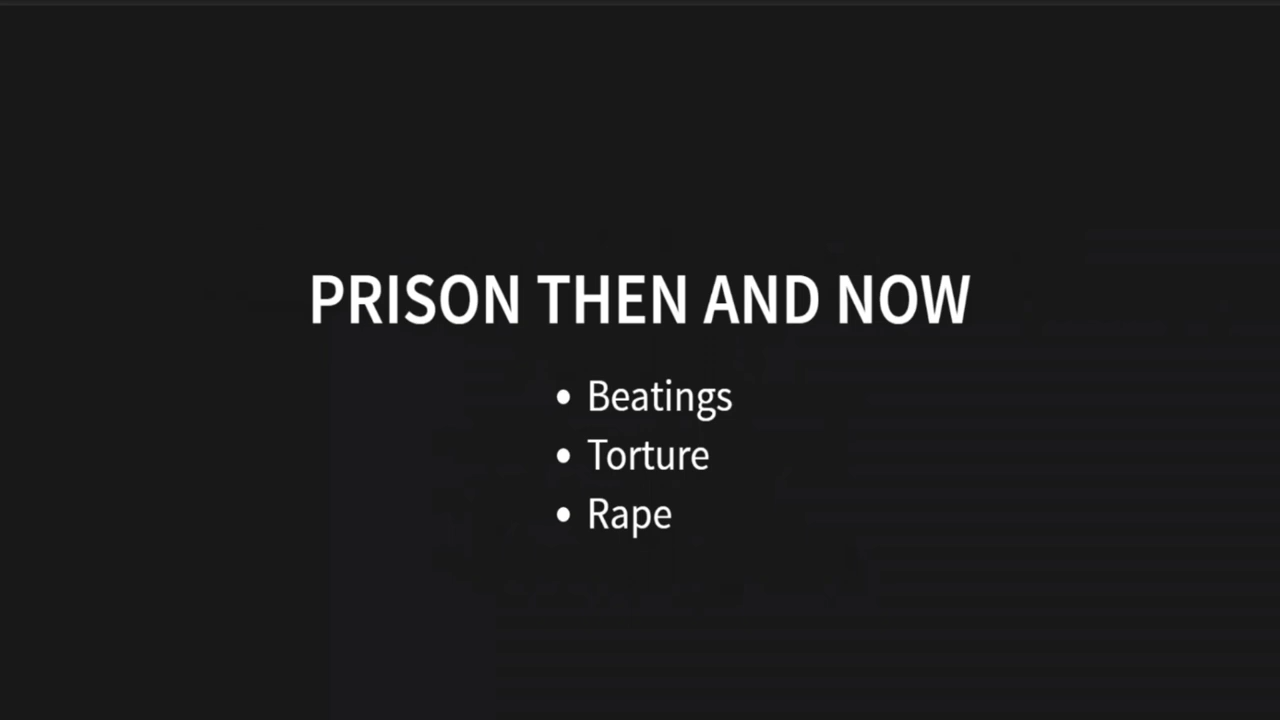 PRISON THEN AND NOW
• Beatings
• Torture
• Rape